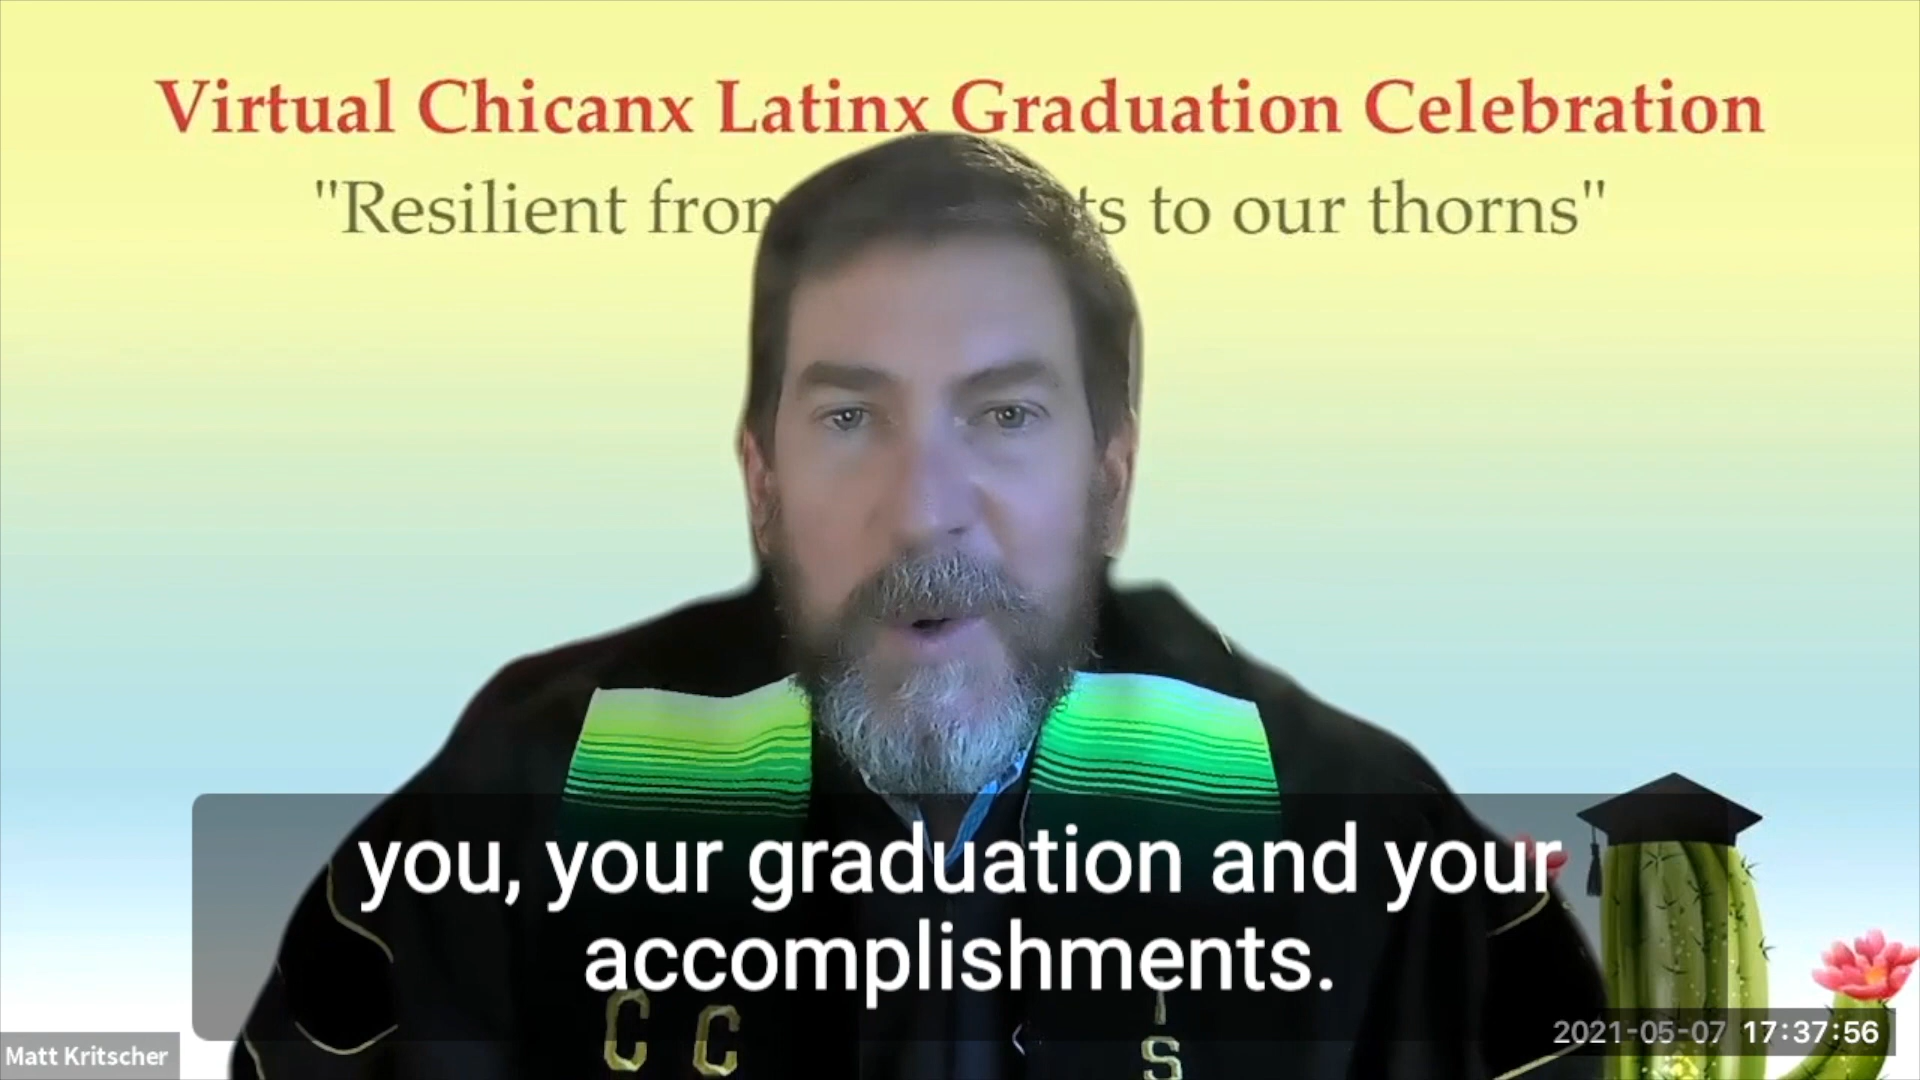 Virtual Chicanx Latinx Graduation Celebration
"Resilient from ts to our thorns"
you, your graduation and your
accomplishments.
C C
S
2021-05-07 17:37:56
Matt Kritscher